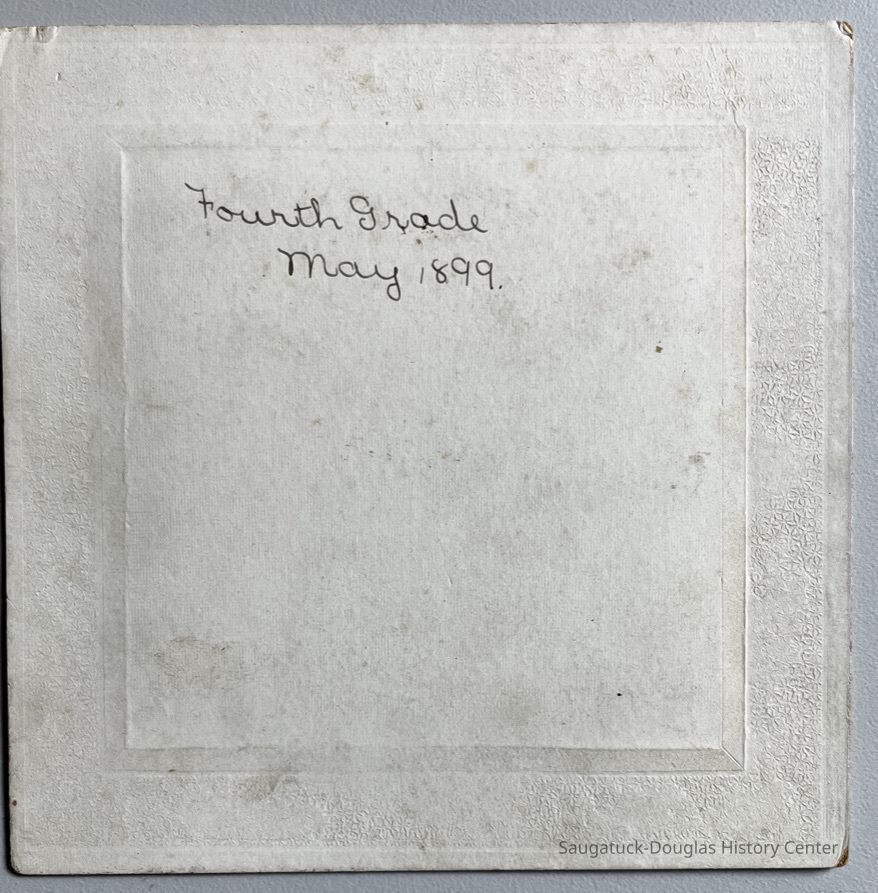 Fourth Grade
May 1899.
Saugatuck-Douglas History Center